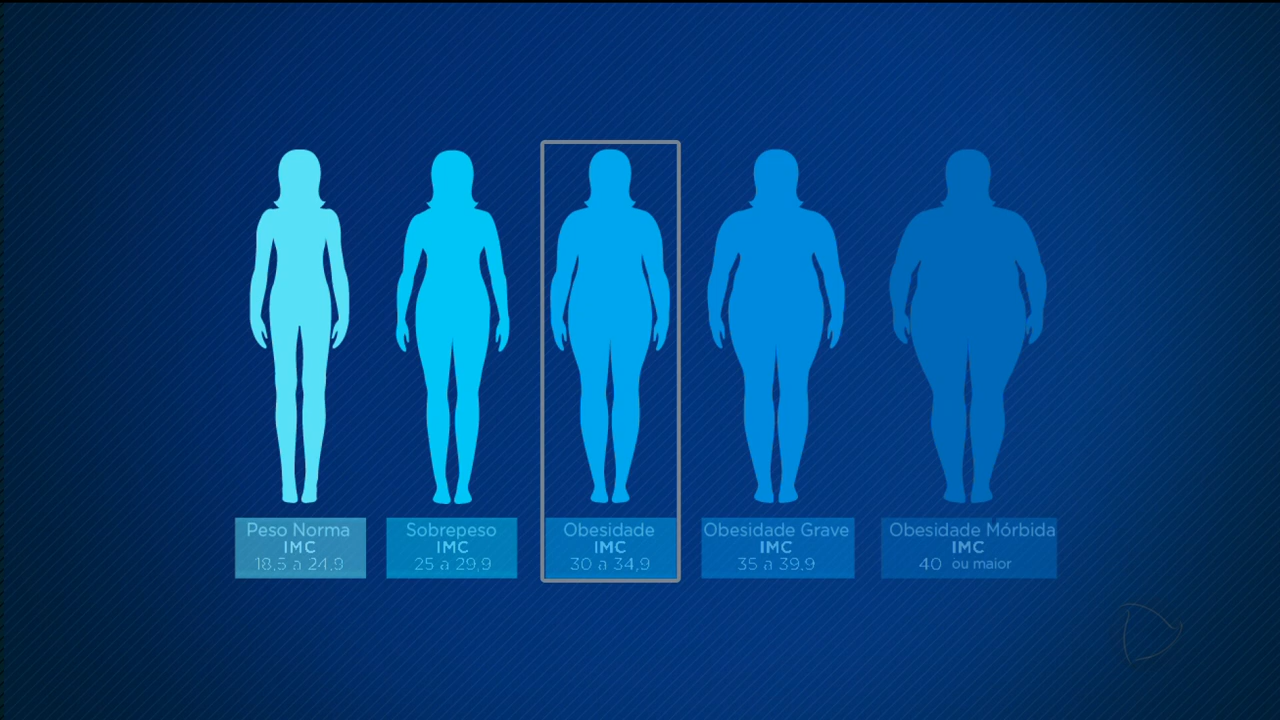 Peso Norma
IMC
18,5 a 24,9
Sobrepeso
IMC
25 a 29,9
Obesidade
IMC
30 a 34,9
Obesidade Grave
IMC
35 a 39,9
Obesidade Mórbida
IMC
40 ou maior